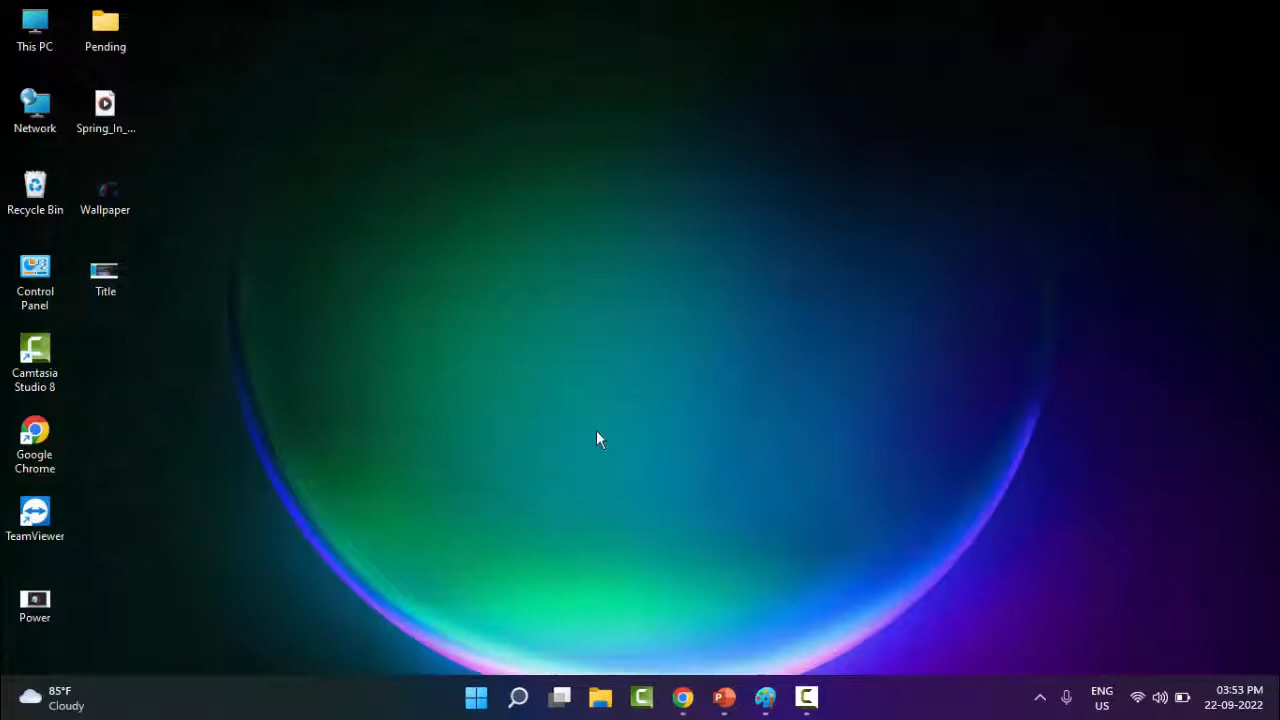 This PC
Pending
Network
Spring_In_...
Recycle Bin
Wallpaper
Control
Panel
Title
Camtasia
Studio 8
Google
Chrome
TeamViewer
Power
85°F
Cloudy
ENG
US
03:53 PM
22-09-2022